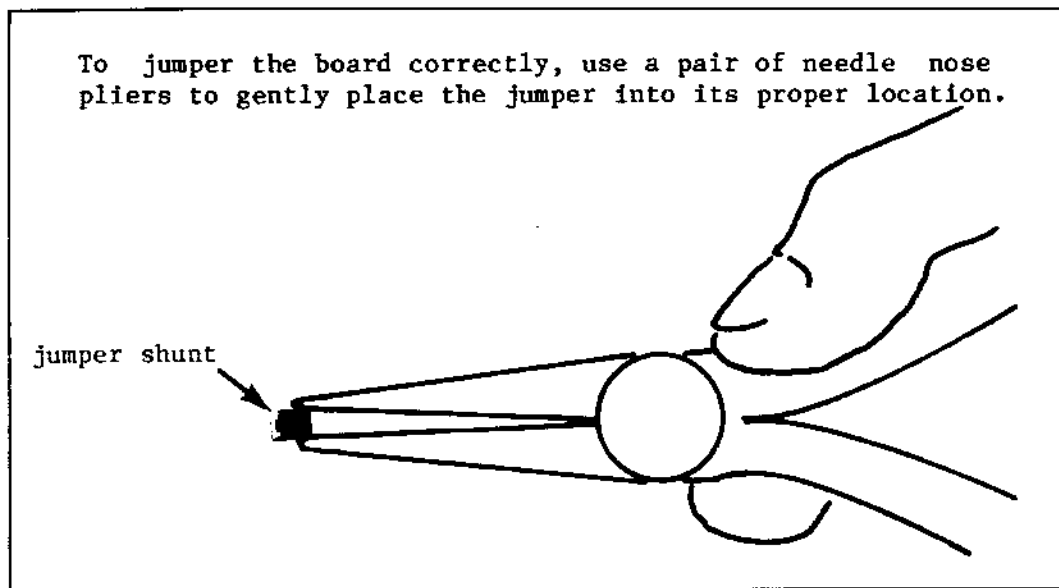 To jumper the board correctly, use a pair of needle nose
pliers to gently place the jumper into its proper location.
jumper shunt